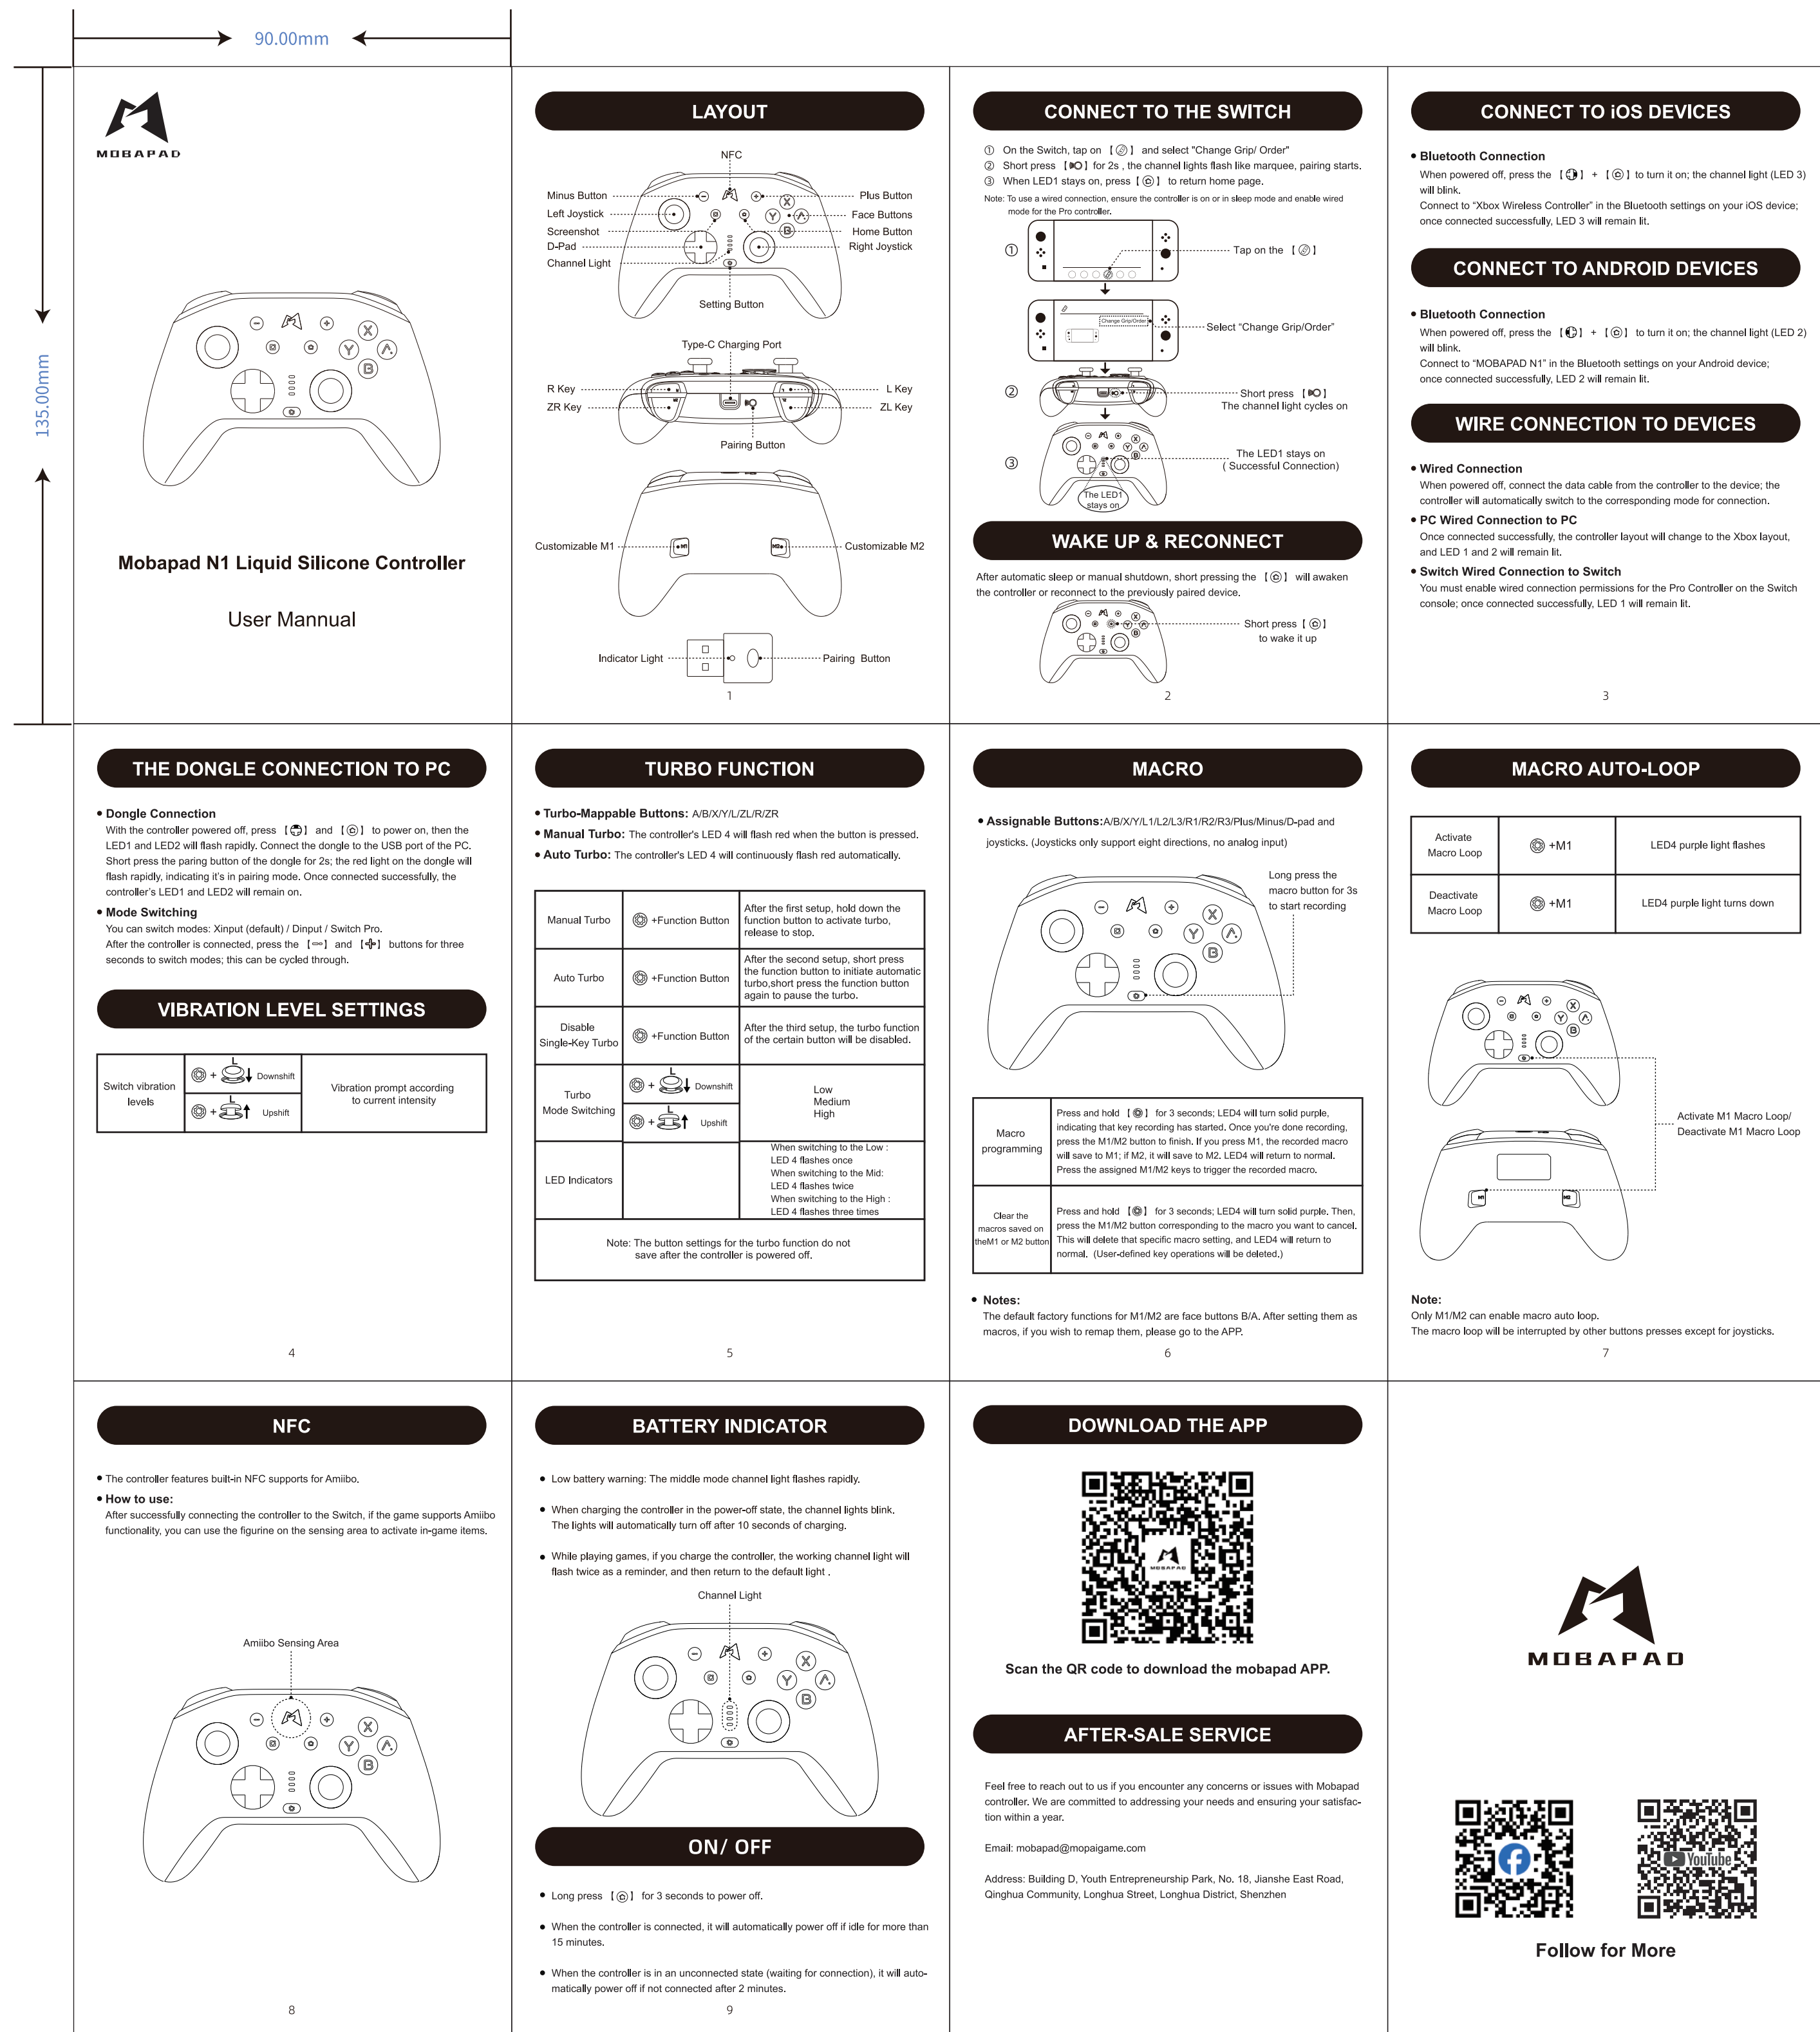 90.00mm
135.00mm
MOBAPAD
Mobapad N1 Liquid Silicone Controller
User Mannual
LAYOUT
NFC
Minus Button
Plus Button
Left Joystick
Face Buttons
Screenshot
Home Button
D-Pad
Right Joystick
Channel Light
Setting Button
X
Y
A
B
Type-C Charging Port
R Key
L Key
ZR Key
ZL Key
Pairing Button
Customizable M1
M1
M2
Customizable M2
Indicator Light
Pairing Button
1
CONNECT TO THE SWITCH
① On the Switch, tap on 【】 and select "Change Grip/ Order"
② Short press 【】 for 2s , the channel lights flash like marquee, pairing starts.
③ When LED1 stays on, press 【】 to return home page.
Note: To use a wired connection, ensure the controller is on or in sleep mode and enable wired
mode for the Pro controller.
①
Tap on the 【】
Change Grip/Order
Select “Change Grip/Order”
②
Short press 【】
The channel light cycles on
③
The LED1 stays on
( Successful Connection)
The LED1
stays on
WAKE UP & RECONNECT
After automatic sleep or manual shutdown, short pressing the 【】 will awaken
the controller or reconnect to the previously paired device.
Short press 【】
to wake it up
2
CONNECT TO iOS DEVICES
• Bluetooth Connection
When powered off, press the 【】 + 【】 to turn it on; the channel light (LED 3)
will blink.
Connect to “Xbox Wireless Controller” in the Bluetooth settings on your iOS device;
once connected successfully, LED 3 will remain lit.
CONNECT TO ANDROID DEVICES
• Bluetooth Connection
When powered off, press the 【】 + 【】 to turn it on; the channel light (LED 2)
will blink.
Connect to “MOBAPAD N1” in the Bluetooth settings on your Android device;
once connected successfully, LED 2 will remain lit.
WIRE CONNECTION TO DEVICES
• Wired Connection
When powered off, connect the data cable from the controller to the device; the
controller will automatically switch to the corresponding mode for connection.
• PC Wired Connection to PC
Once connected successfully, the controller layout will change to the Xbox layout,
and LED 1 and 2 will remain lit.
• Switch Wired Connection to Switch
You must enable wired connection permissions for the Pro Controller on the Switch
console; once connected successfully, LED 1 will remain lit.
3
THE DONGLE CONNECTION TO PC
• Dongle Connection
With the controller powered off, press 【】 and 【】 to power on, then the
LED1 and LED2 will flash rapidly. Connect the dongle to the USB port of the PC.
Short press the paring button of the dongle for 2s; the red light on the dongle will
flash rapidly, indicating it’s in pairing mode. Once connected successfully, the
controller’s LED1 and LED2 will remain on.
• Mode Switching
You can switch modes: Xinput (default) / Dinput / Switch Pro.
After the controller is connected, press the 【−】 and 【+】 buttons for three
seconds to switch modes; this can be cycled through.
VIBRATION LEVEL SETTINGS
Switch vibration
levels
+ L Downshift
+ L Upshift
Vibration prompt according
to current intensity
4
TURBO FUNCTION
• Turbo-Mappable Buttons: A/B/X/Y/L/ZL/R/ZR
• Manual Turbo: The controller's LED 4 will flash red when the button is pressed.
• Auto Turbo: The controller's LED 4 will continuously flash red automatically.
Manual Turbo
+Function Button
After the first setup, hold down the
function button to activate turbo,
release to stop.
Auto Turbo
+Function Button
After the second setup, short press
the function button to initiate automatic
turbo,short press the function button
again to pause the turbo.
Disable
Single-Key Turbo
+Function Button
After the third setup, the turbo function
of the certain button will be disabled.
Turbo
Mode Switching
+ L Downshift
+ L Upshift
Low
Medium
High
LED Indicators
When switching to the Low :
LED 4 flashes once
When switching to the Mid:
LED 4 flashes twice
When switching to the High :
LED 4 flashes three times
Note: The button settings for the turbo function do not
save after the controller is powered off.
5
MACRO
• Assignable Buttons:A/B/X/Y/L1/L2/L3/R1/R2/R3/Plus/Minus/D-pad and
joysticks. (Joysticks only support eight directions, no analog input)
Long press the
macro button for 3s
to start recording
X
Y
A
B
Macro
programming
Press and hold 【】 for 3 seconds; LED4 will turn solid purple,
indicating that key recording has started. Once you're done recording,
press the M1/M2 button to finish. If you press M1, the recorded macro
will save to M1; if M2, it will save to M2. LED4 will return to normal.
Press the assigned M1/M2 keys to trigger the recorded macro.
Clear the
macros saved on
theM1 or M2 button
Press and hold 【】 for 3 seconds; LED4 will turn solid purple. Then,
press the M1/M2 button corresponding to the macro you want to cancel.
This will delete that specific macro setting, and LED4 will return to
normal. (User-defined key operations will be deleted.)
• Notes:
The default factory functions for M1/M2 are face buttons B/A. After setting them as
macros, if you wish to remap them, please go to the APP.
6
MACRO AUTO-LOOP
Activate
Macro Loop
+M1
LED4 purple light flashes
Deactivate
Macro Loop
+M1
LED4 purple light turns down
X
Y
A
B
Activate M1 Macro Loop/
Deactivate M1 Macro Loop
M1
M2
Note:
Only M1/M2 can enable macro auto loop.
The macro loop will be interrupted by other buttons presses except for joysticks.
7
NFC
• The controller features built-in NFC supports for Amiibo.
• How to use:
After successfully connecting the controller to the Switch, if the game supports Amiibo
functionality, you can use the figurine on the sensing area to activate in-game items.
Amiibo Sensing Area
X
Y
A
B
8
BATTERY INDICATOR
• Low battery warning: The middle mode channel light flashes rapidly.
• When charging the controller in the power-off state, the channel lights blink.
The lights will automatically turn off after 10 seconds of charging.
• While playing games, if you charge the controller, the working channel light will
flash twice as a reminder, and then return to the default light .
Channel Light
X
Y
A
B
ON/ OFF
• Long press 【】 for 3 seconds to power off.
• When the controller is connected, it will automatically power off if idle for more than
15 minutes.
• When the controller is in an unconnected state (waiting for connection), it will auto-
matically power off if not connected after 2 minutes.
9
DOWNLOAD THE APP
MOBAPAD
Scan the QR code to download the mobapad APP.
AFTER-SALE SERVICE
Feel free to reach out to us if you encounter any concerns or issues with Mobapad
controller. We are committed to addressing your needs and ensuring your satisfac-
tion within a year.
Email: mobapad@mopaigame.com
Address: Building D, Youth Entrepreneurship Park, No. 18, Jianshe East Road,
Qinghua Community, Longhua Street, Longhua District, Shenzhen
MOBAPAD
YouTube
Follow for More